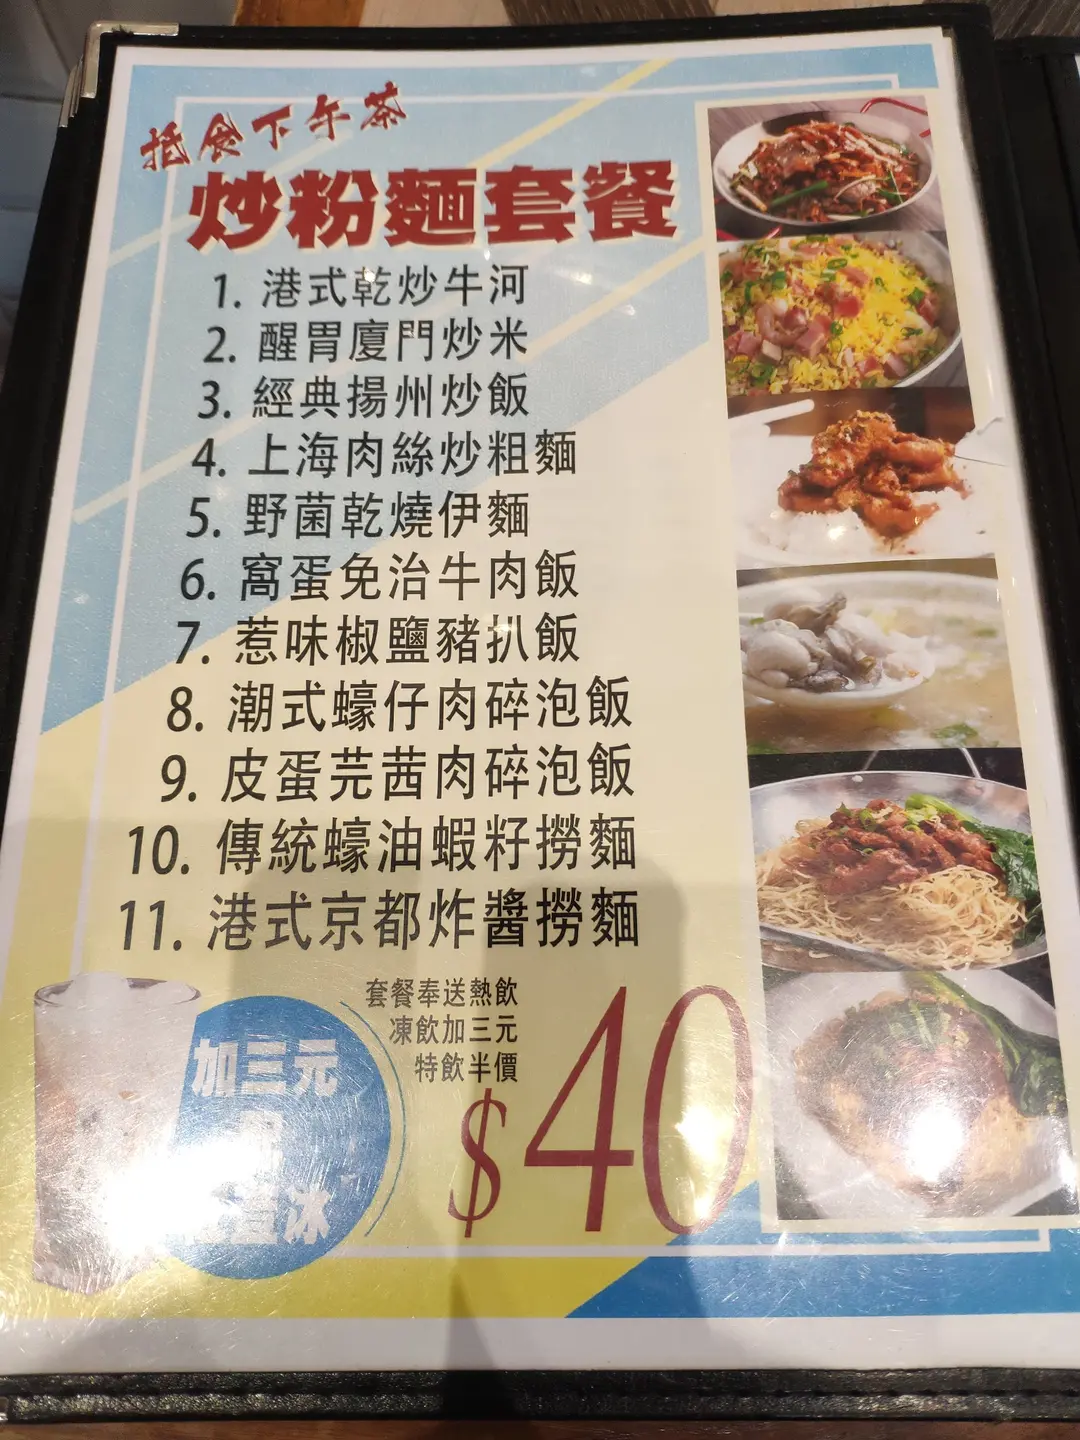 抵食下午茶
炒粉麵套餐
1. 港式乾炒牛河
2. 醒胃廈門炒米
3. 經典揚州炒飯
4. 上海肉絲炒粗麵
5. 野菌乾燒伊麵
6. 窩蛋免治牛肉飯
7. 惹味椒鹽豬扒飯
8. 潮式蠔仔肉碎泡飯
9. 皮蛋芫茜肉碎泡飯
10. 傳統蠔油蝦籽撈麵
11. 港式京都炸醬撈麵
套餐奉送熱飲
凍飲加三元
特飲半價
$40
加三元
冰